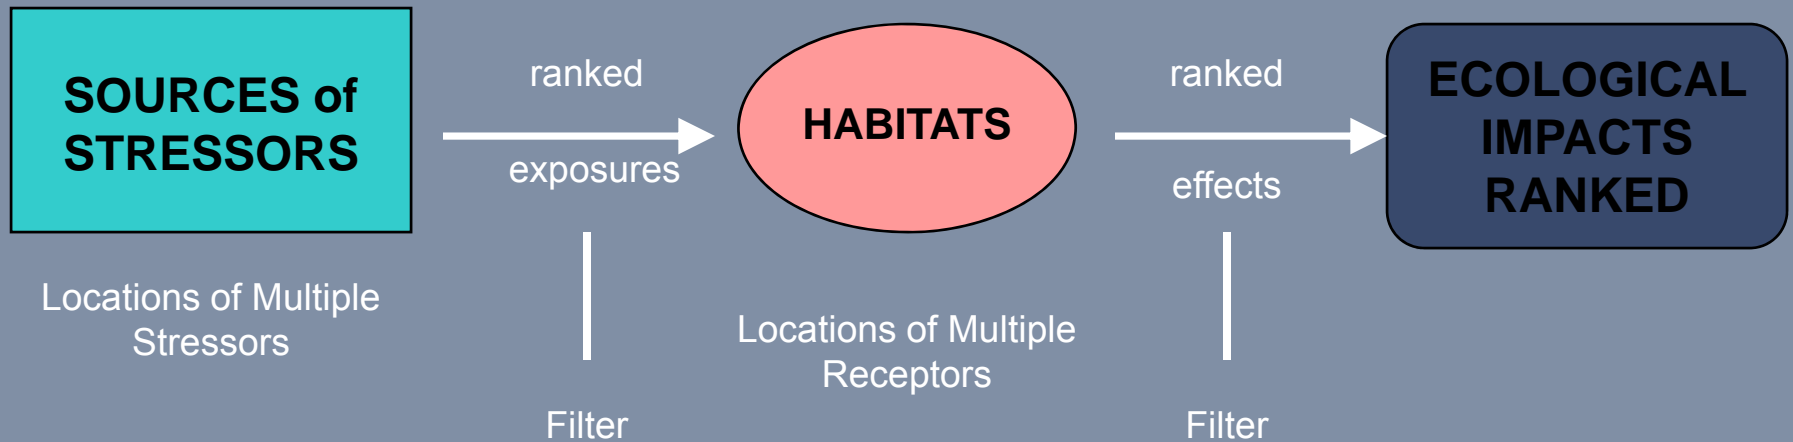 SOURCES of
STRESSORS
Locations of Multiple
Stressors
ranked
exposures
Filter
HABITATS
Locations of Multiple
Receptors
ranked
effects
Filter
ECOLOGICAL
IMPACTS
RANKED